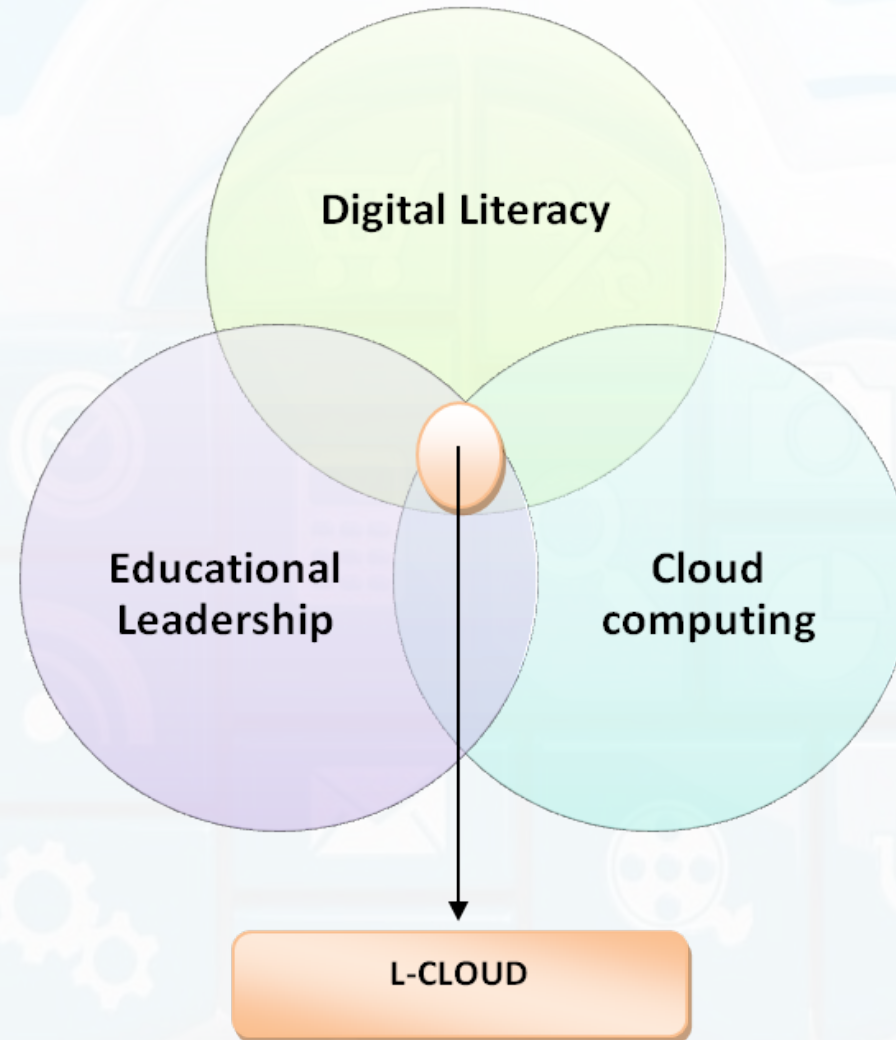 Digital Literacy
Educational
Leadership
Cloud
computing
L-CLOUD